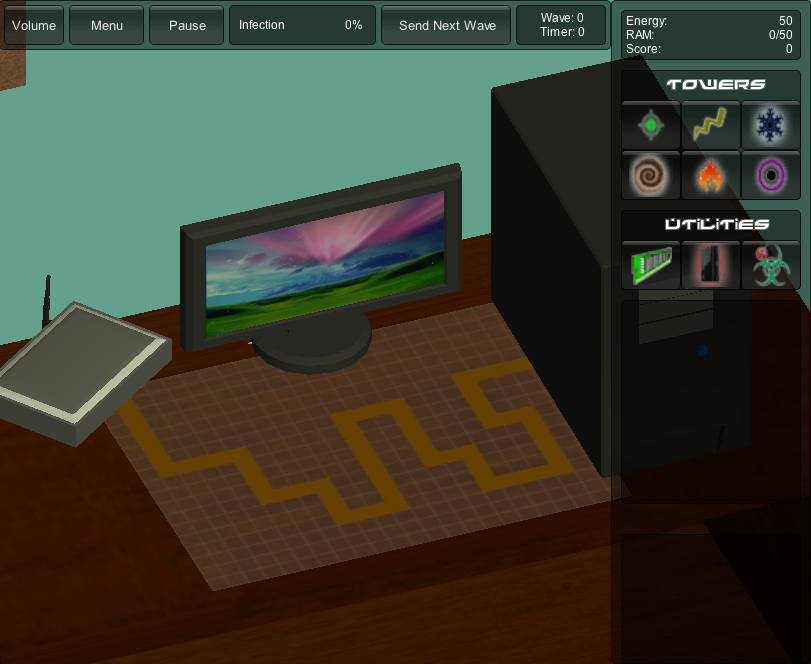 Volume
Menu
Pause
Infection 0%
Send Next Wave
Wave: 0
Timer: 0
Energy: 50
RAM: 0/50
Score: 0
TOWERS
UTILITIES